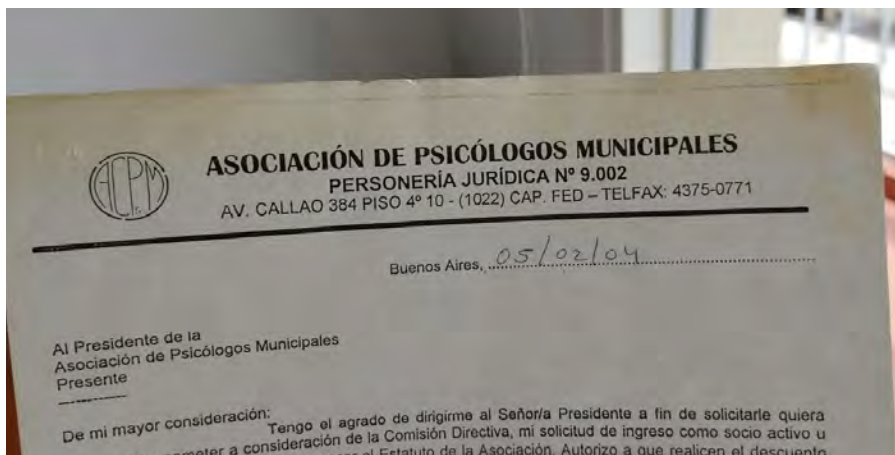 ACPM
ASOCIACIÓN DE PSICÓLOGOS MUNICIPALES
PERSONERÍA JURÍDICA Nº 9.002
AV. CALLAO 384 PISO 4º 10 - (1022) CAP. FED – TELFAX: 4375-0771
Buenos Aires, 05/02/04
Al Presidente de la
Asociación de Psicólogos Municipales
Presente
De mi mayor consideración:
Tengo el agrado de dirigirme al Señor/a Presidente a fin de solicitarle quiera
a consideración de la Comisión Directiva, mi solicitud de ingreso como socio activo u
el Estatuto de la Asociación. Autorizo a que realicen el descuento